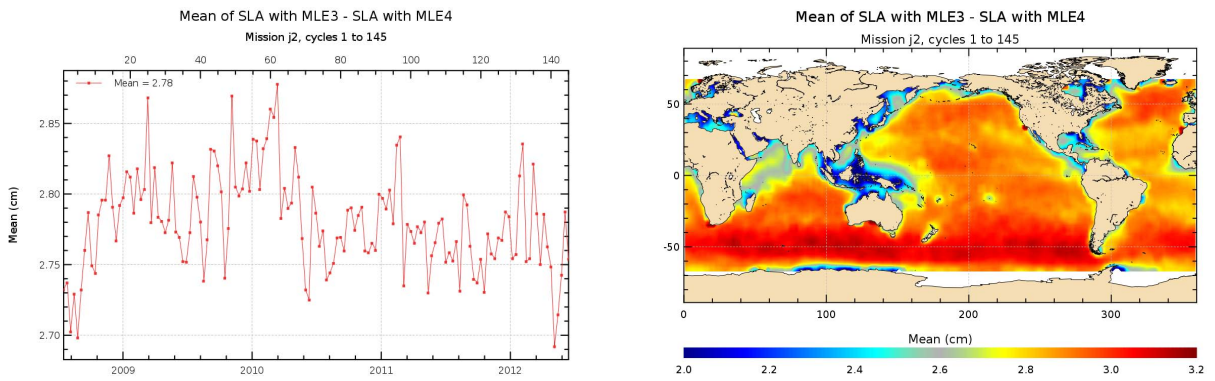 Mean of SLA with MLE3 - SLA with MLE4
Mission j2, cycles 1 to 145
20 40 60 80 100 120 140
Mean = 2.78
2.85
2.80
2.75
2.70
Mean (cm)
2009 2010 2011 2012
Mean of SLA with MLE3 - SLA with MLE4
Mission j2, cycles 1 to 145
50
0
-50
0 100 200 300
Mean (cm)
2.0 2.2 2.4 2.6 2.8 3.0 3.2